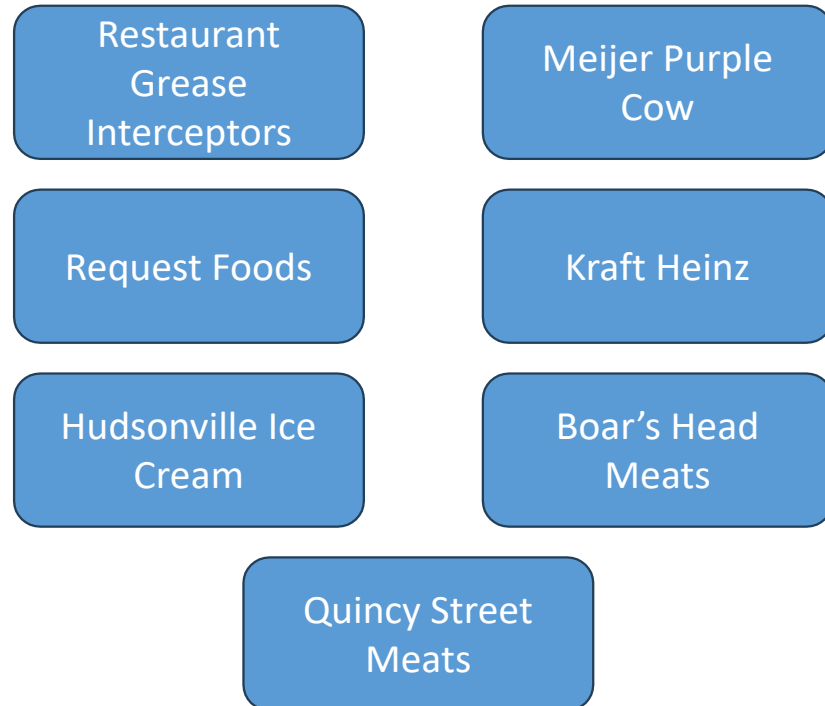 Restaurant
Grease
Interceptors
Meijer Purple
Cow
Request Foods
Kraft Heinz
Hudsonville Ice
Cream
Boar’s Head
Meats
Quincy Street
Meats